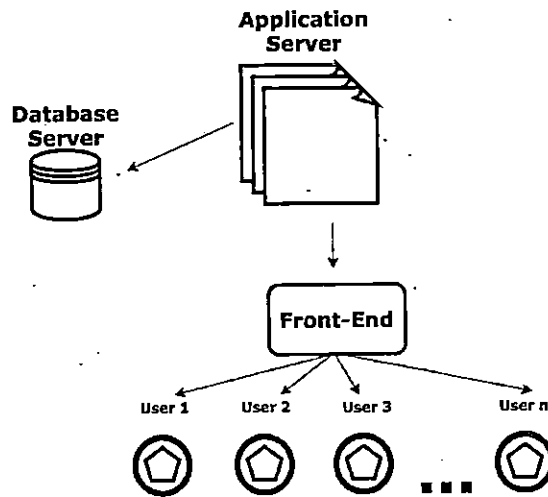 Application
Server
Database
Server
Front-End
User 1
User 2
User 3
User n